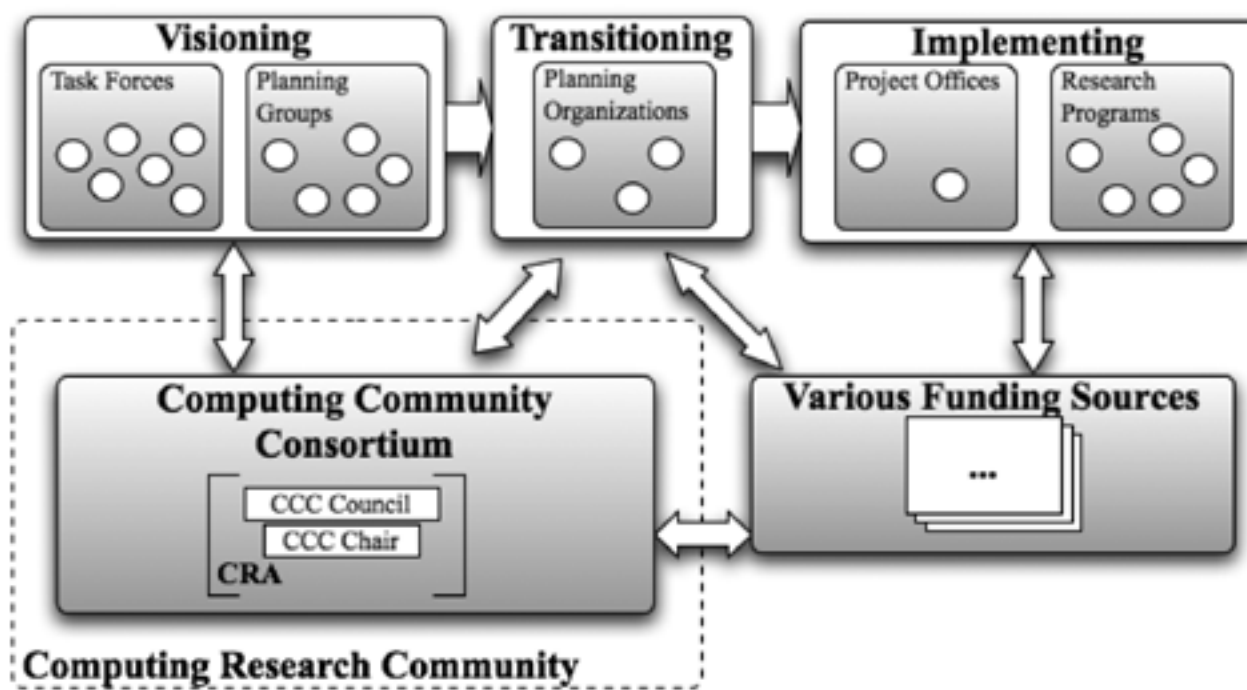 Visioning
Task Forces
Planning
Groups
Transitioning
Planning
Organizations
Implementing
Project Offices
Research
Programs
Computing Community
Consortium
CCC Council
CCC Chair
CRA
Various Funding Sources
...
Computing Research Community